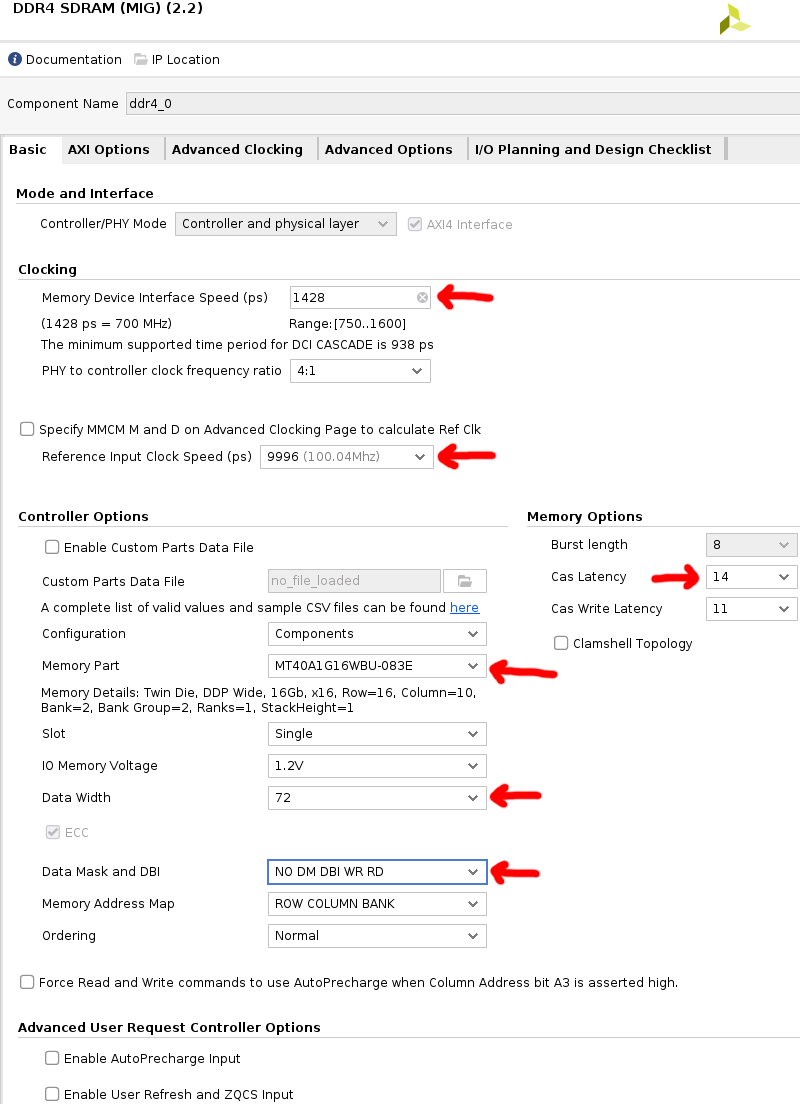 DDR4 SDRAM (MIG) (2.2)
Documentation IP Location
Component Name ddr4_0
Basic AXI Options Advanced Clocking Advanced Options I/O Planning and Design Checklist
Mode and Interface
Controller/PHY Mode Controller and physical layer AXI4 Interface
Clocking
Memory Device Interface Speed (ps) 1428
(1428 ps = 700 MHz) Range:[750..1600]
The minimum supported time period for DCI CASCADE is 938 ps
PHY to controller clock frequency ratio 4:1
Specify MMCM M and D on Advanced Clocking Page to calculate Ref Clk
Reference Input Clock Speed (ps) 9996 (100.04Mhz)
Controller Options
Enable Custom Parts Data File
Custom Parts Data File no_file_loaded
A complete list of valid values and sample CSV files can be found here
Configuration Components
Memory Part MT40A1G16WBU-083E
Memory Details: Twin Die, DDP Wide, 16Gb, x16, Row=16, Column=10,
Bank=2, Bank Group=2, Ranks=1, StackHeight=1
Slot Single
IO Memory Voltage 1.2V
Data Width 72
ECC
Data Mask and DBI NO DM DBI WR RD
Memory Address Map ROW COLUMN BANK
Ordering Normal
Memory Options
Burst length 8
Cas Latency 14
Cas Write Latency 11
Clamshell Topology
Force Read and Write commands to use AutoPrecharge when Column Address bit A3 is asserted high.
Advanced User Request Controller Options
Enable AutoPrecharge Input
Enable User Refresh and ZQCS Input